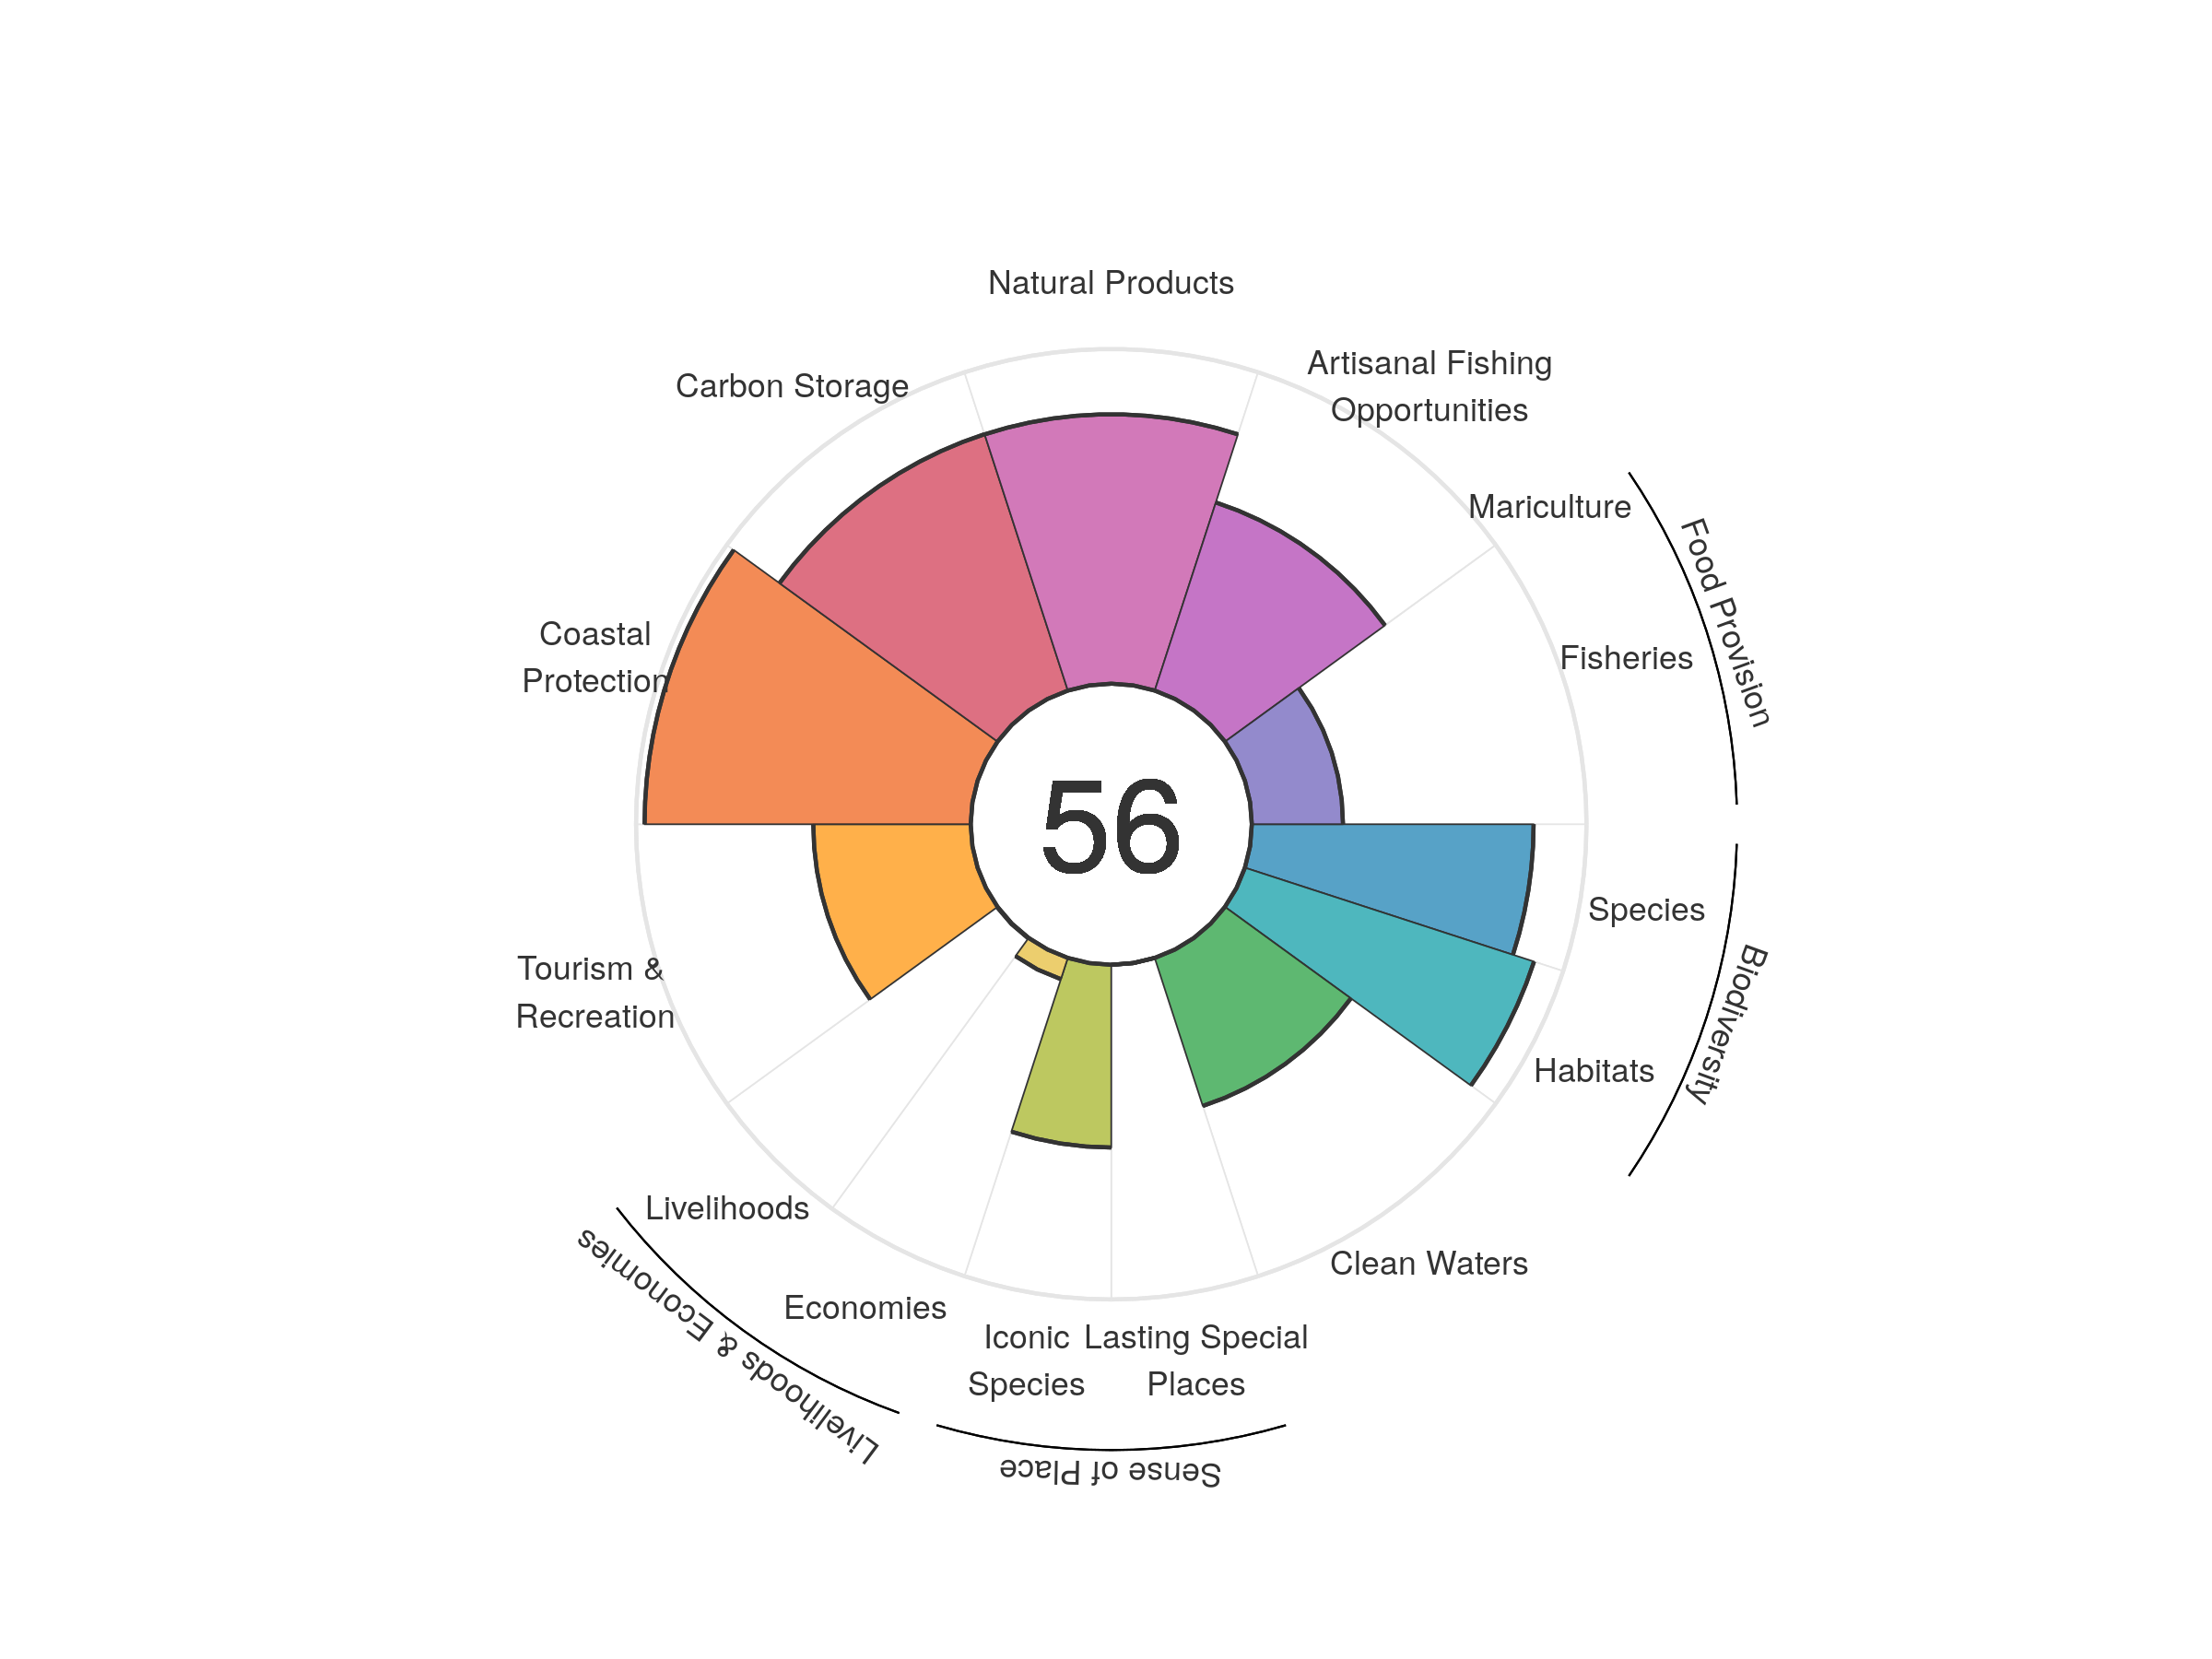 Natural Products
Artisanal Fishing
Opportunities
Carbon Storage
Mariculture
Food Provision
Coastal
Protection
Fisheries
56
Species
Biodiversity
Tourism &
Recreation
Habitats
Livelihoods
Clean Waters
Livelihoods & Economies
Economies
Iconic
Species
Lasting Special
Places
Sense of Place